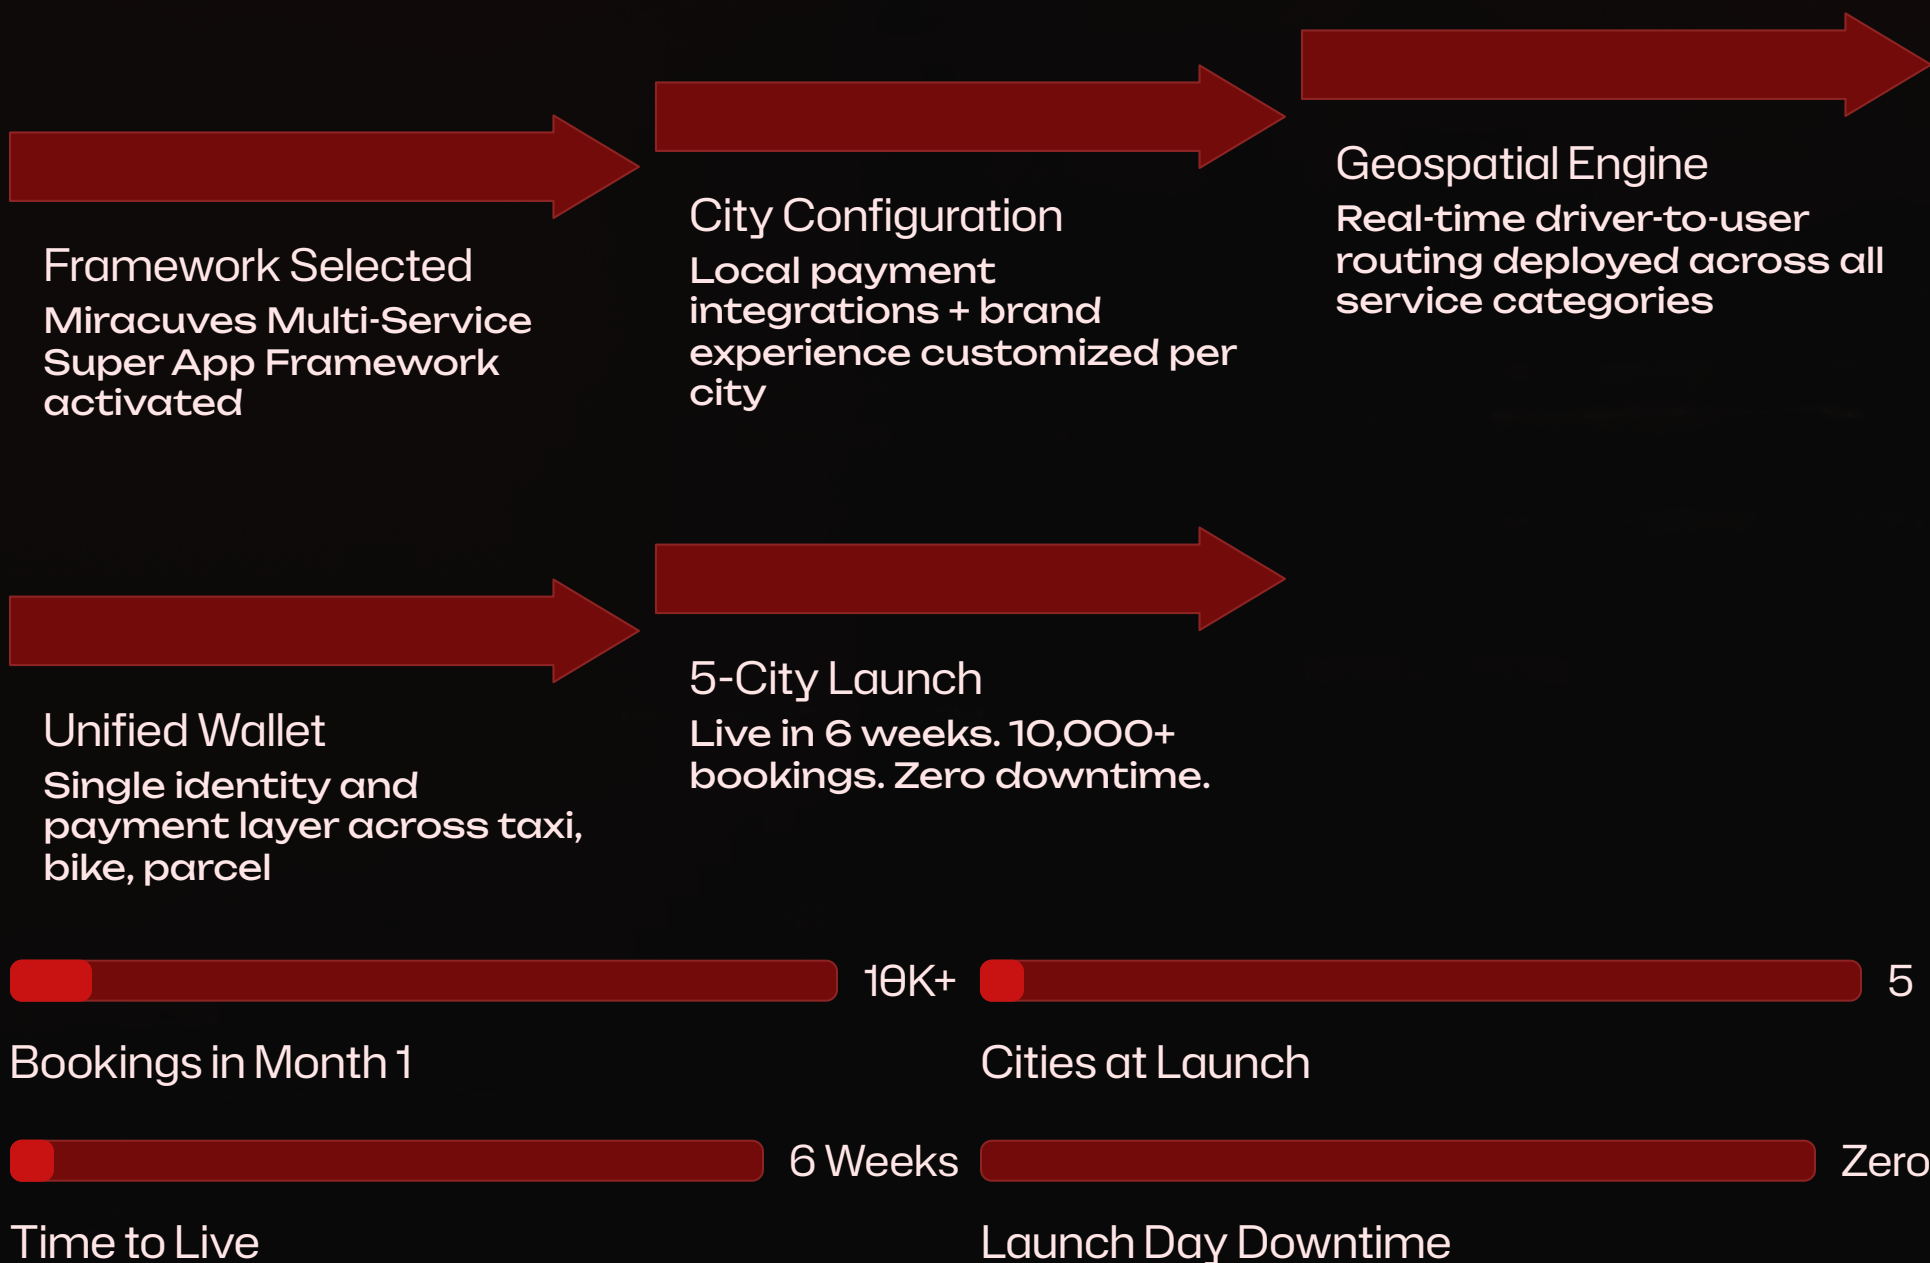 Framework Selected
Miracuves Multi-Service
Super App Framework
activated
City Configuration
Local payment
integrations + brand
experience customized per
city
Geospatial Engine
Real-time driver-to-user
routing deployed across all
service categories
Unified Wallet
Single identity and
payment layer across taxi,
bike, parcel
5-City Launch
Live in 6 weeks. 10,000+
bookings. Zero downtime.
10K+
Bookings in Month 1
5
Cities at Launch
6 Weeks
Time to Live
Zero
Launch Day Downtime